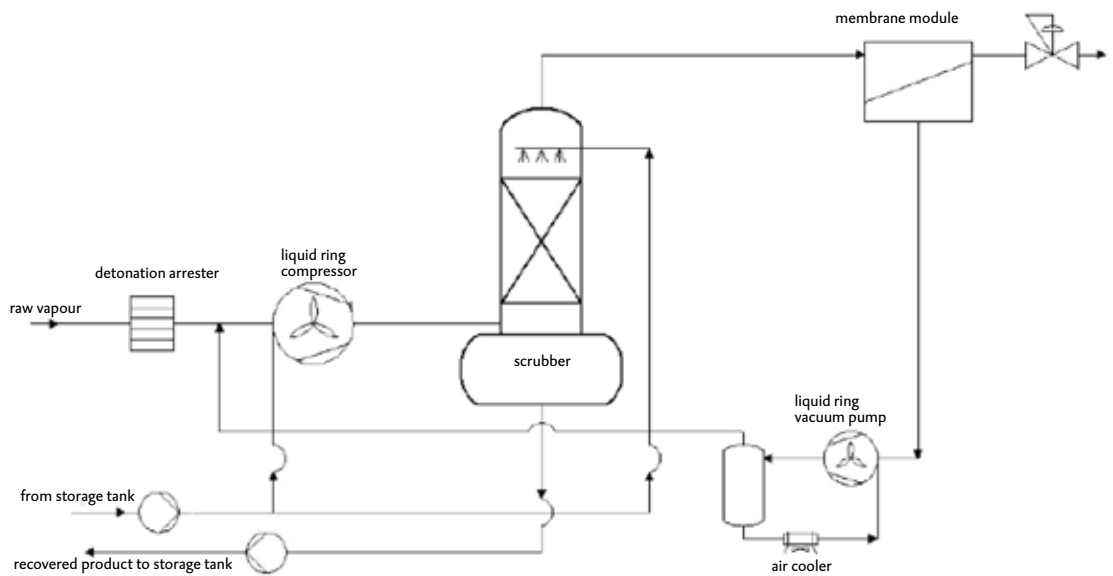 membrane module
liquid ring
compressor
detonation arrester
raw vapour
scrubber
liquid ring
vacuum pump
from storage tank
recovered product to storage tank
air cooler